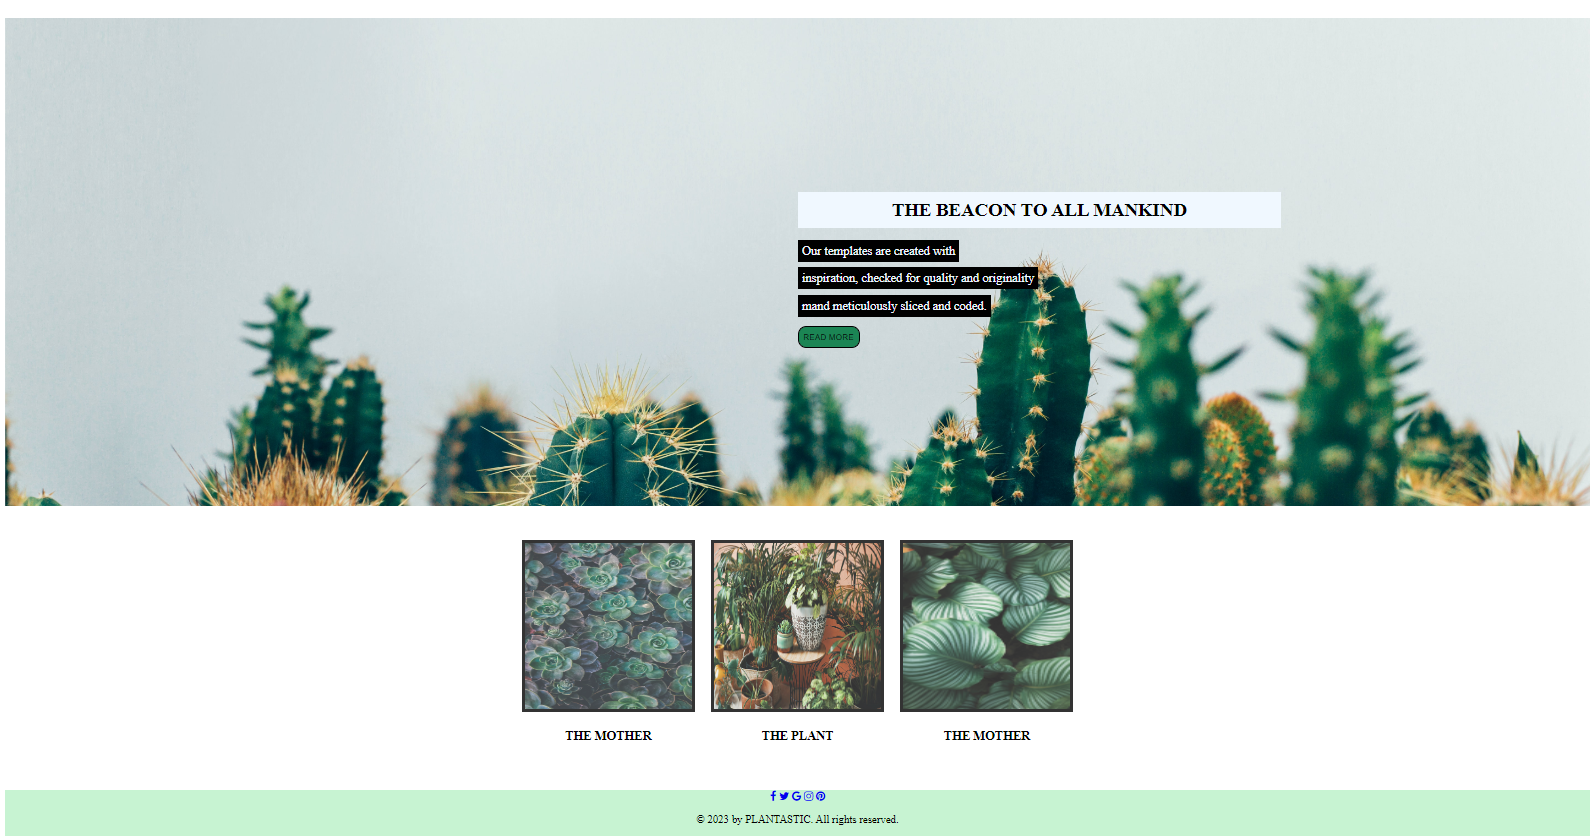 THE BEACON TO ALL MANKIND
Our templates are created with
inspiration, checked for quality and originality
mand meticulously sliced and coded.
READ MORE
THE MOTHER
THE PLANT
THE MOTHER
© 2023 by PLANTASTIC. All rights reserved.